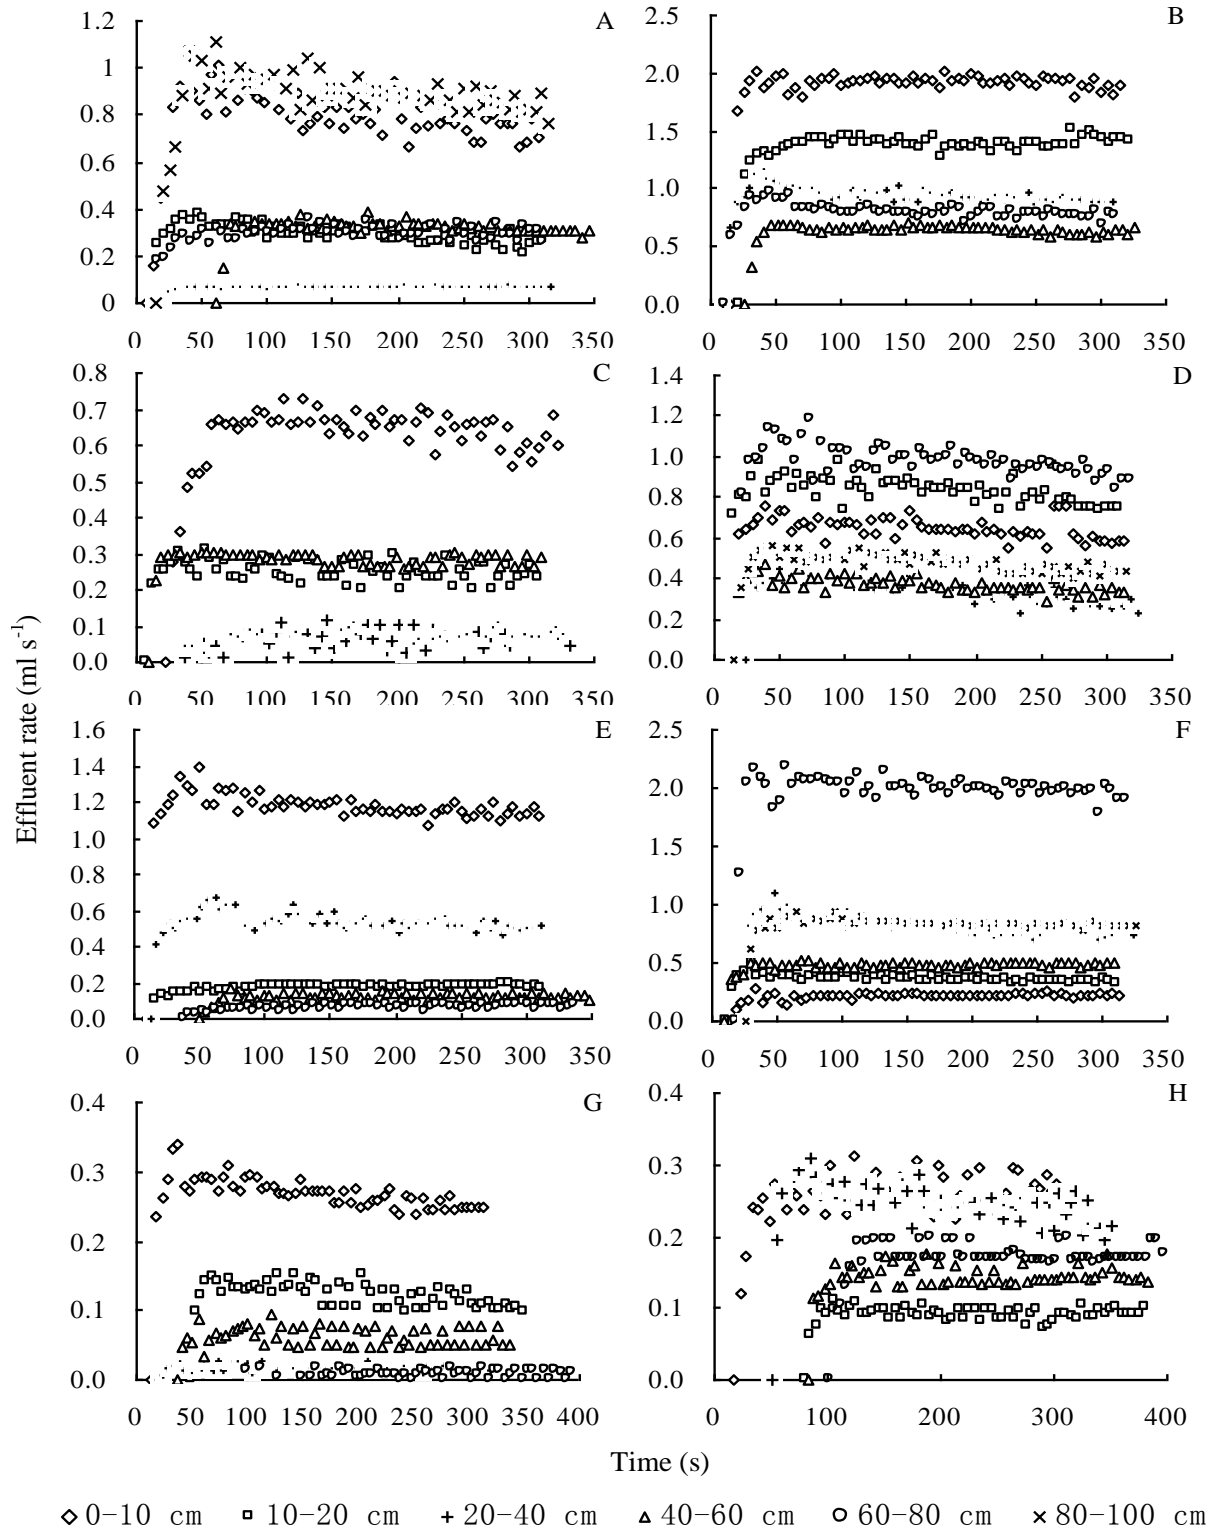 A
1.2
1
0.8
0.6
0.4
0.2
0
0 50 100 150 200 250 300 350
B
2.5
2.0
1.5
1.0
0.5
0.0
0 50 100 150 200 250 300 350
C
0.8
0.7
0.6
0.5
0.4
0.3
0.2
0.1
0.0
0 50 100 150 200 250 300 350
D
1.4
1.2
1.0
0.8
0.6
0.4
0.2
0.0
0 50 100 150 200 250 300 350
E
1.6
1.4
1.2
1.0
0.8
0.6
0.4
0.2
0.0
0 50 100 150 200 250 300 350
F
2.5
2.0
1.5
1.0
0.5
0.0
0 50 100 150 200 250 300 350
G
0.4
0.3
0.2
0.1
0.0
0 50 100 150 200 250 300 350 400
H
0.4
0.3
0.2
0.1
0.0
0 100 200 300 400
Effluent rate (ml s⁻¹)
Time (s)
0-10 cm 10-20 cm 20-40 cm 40-60 cm 60-80 cm 80-100 cm